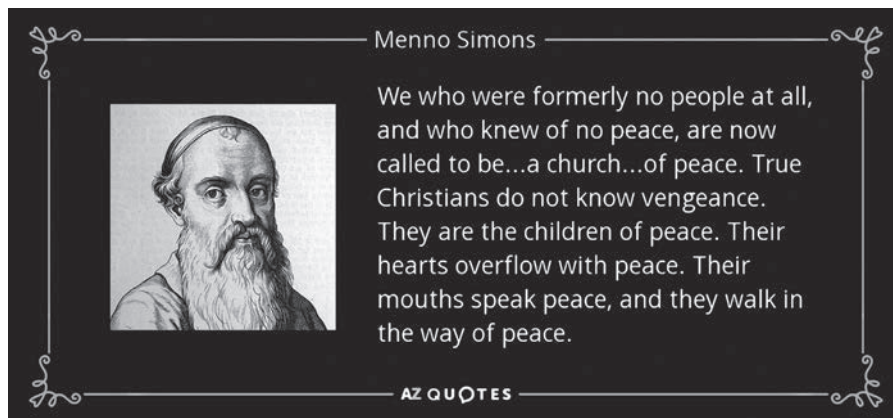 Menno Simons
We who were formerly no people at all,
and who knew of no peace, are now
called to be...a church...of peace. True
Christians do not know vengeance.
They are the children of peace. Their
hearts overflow with peace. Their
mouths speak peace, and they walk in
the way of peace.
AZ QUOTES